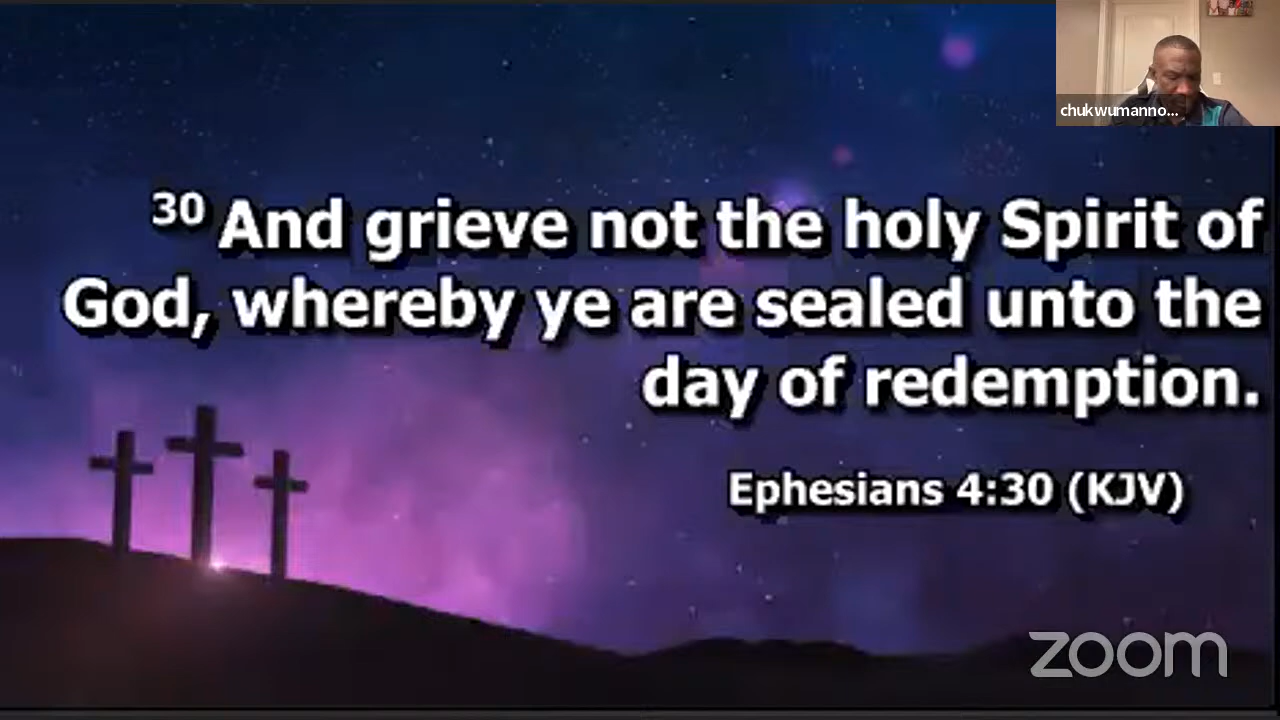 chukwumanno...
30 And grieve not the holy Spirit of
God, whereby ye are sealed unto the
day of redemption.
Ephesians 4:30 (KJV)
zoom